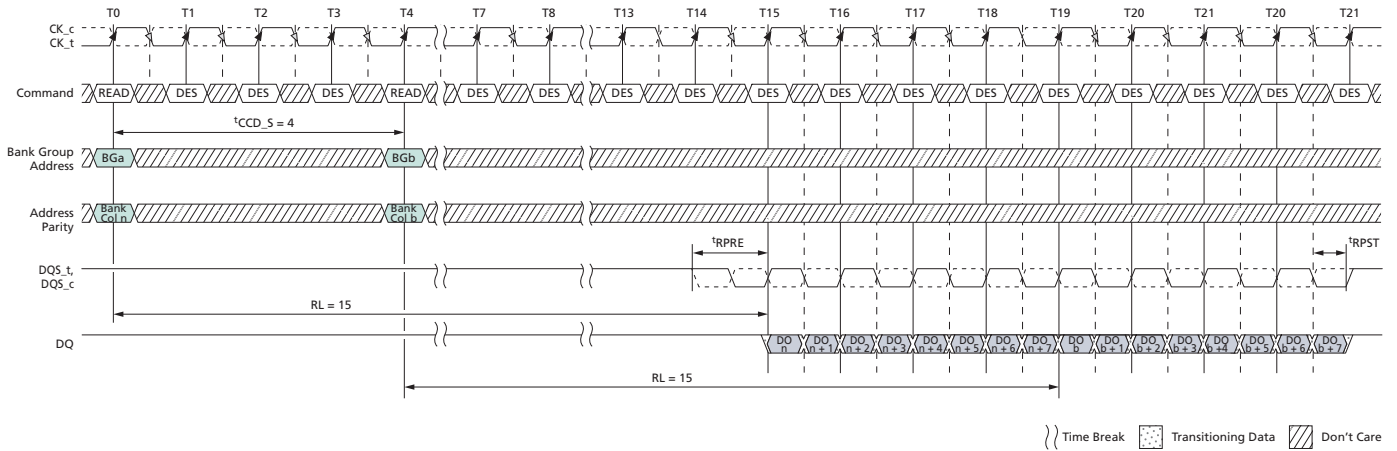 T0 T1 T2 T3 T4 T7 T8 T13 T14 T15 T16 T17 T18 T19 T20 T21 T20 T21
CK_c
CK_t
Command READ DES DES DES READ DES DES DES DES DES DES DES DES DES DES DES DES DES
tCCD_S = 4
Bank Group
Address
BGa BGb
Address
Parity
Bank
Col n
Bank
Col b
tRPRE tRPST
DQS_t,
DQS_c
RL = 15
DQ
DO
n
DO
n + 1
DO
n + 2
DO
n + 3
DO
n + 4
DO
n + 5
DO
n + 6
DO
n + 7
DO
b
DO
b + 1
DO
b + 2
DO
b + 3
DO
b +4
DO
b + 5
DO
b + 6
DO
b + 7
RL = 15
Time Break Transitioning Data Don't Care